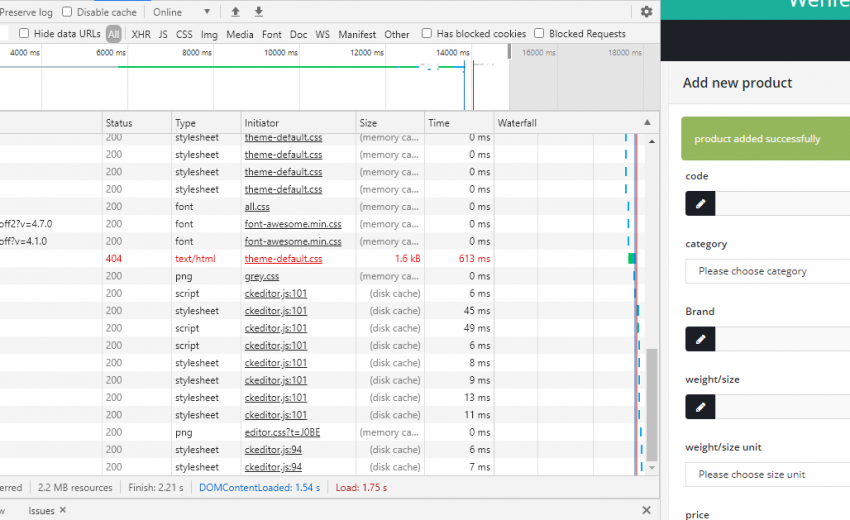 Preserve log Disable cache Online
Hide data URLs All XHR JS CSS Img Media Font Doc WS Manifest Other Has blocked cookies Blocked Requests
4000 ms 6000 ms 8000 ms 10000 ms 12000 ms 14000 ms 16000 ms 18000 ms
Status Type Initiator Size Time Waterfall
200 stylesheet theme-default.css (memory ca... 0 ms
200 stylesheet theme-default.css (memory ca... 0 ms
200 stylesheet theme-default.css (memory ca... 0 ms
200 stylesheet theme-default.css (memory ca... 0 ms
200 font all.css (memory ca... 0 ms
off2?v=4.7.0 200 font font-awesome.min.css (memory ca... 0 ms
off?v=4.1.0 200 font font-awesome.min.css (memory ca... 0 ms
404 text/html theme-default.css 1.6 kB 613 ms
200 png grey.css (memory ca... 0 ms
200 script ckeditor.js:101 (disk cache) 6 ms
200 stylesheet ckeditor.js:101 (disk cache) 45 ms
200 script ckeditor.js:101 (disk cache) 49 ms
200 script ckeditor.js:101 (disk cache) 6 ms
200 stylesheet ckeditor.js:101 (disk cache) 8 ms
200 stylesheet ckeditor.js:101 (disk cache) 9 ms
200 stylesheet ckeditor.js:101 (disk cache) 13 ms
200 stylesheet ckeditor.js:101 (disk cache) 11 ms
200 png editor.css?t=J0BE (memory ca... 0 ms
200 stylesheet ckeditor.js:94 (disk cache) 6 ms
200 stylesheet ckeditor.js:94 (disk cache) 7 ms
erred 2.2 MB resources Finish: 2.21 s DOMContentLoaded: 1.54 s Load: 1.75 s
w Issues
Add new product
product added successfully
code
category
Please choose category
Brand
weight/size
weight/size unit
Please choose size unit
price